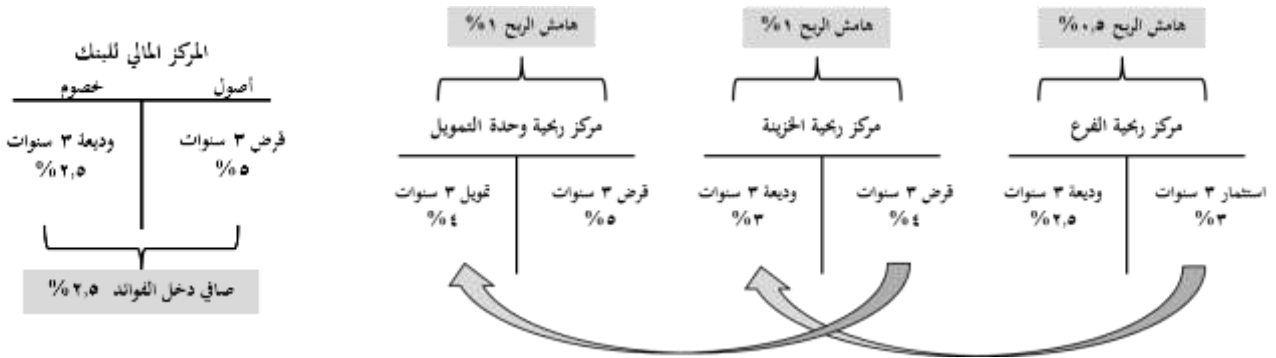 هامش الربح ٠,٥%
هامش الربح ١%
هامش الربح ١%
مركز ربحية الفرع
استثمار ٣ سنوات
٣%
وديعة ٣ سنوات
٢,٥%
مركز ربحية الخزينة
قرض ٣ سنوات
٤%
وديعة ٣ سنوات
٣%
مركز ربحية وحدة التمويل
قرض ٣ سنوات
٥%
تمويل ٣ سنوات
٤%
المركز المالي للبنك
أصول
خصوم
قرض ٣ سنوات
٥%
وديعة ٣ سنوات
٢,٥%
صافي دخل الفوائد ٢,٥%